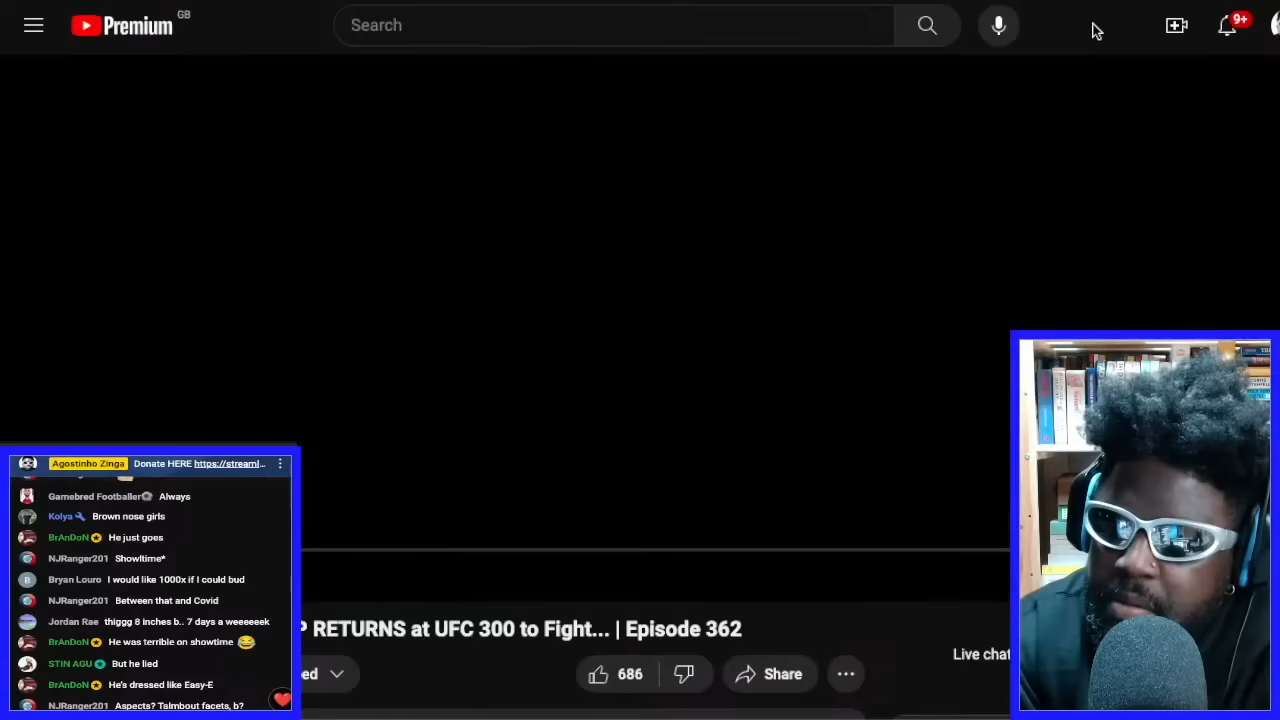 Premium GB
Search
9+
Agostinho Zinga Donate HERE https://streaml...
Gamebred Footballer Always
Kolya Brown nose girls
BrAnDoN He just goes
NJRanger201 Showltime*
B Bryan Louro I would like 1000x if I could bud
NJRanger201 Between that and Covid
Jordan Rae thiggg 8 inches b.. 7 days a weeeeeek
BrAnDoN He was terrible on showtime
STIN AGU But he lied
BrAnDoN He's dressed like Easy-E
NJRanger201 Aspects? Talmbout facets, b?
P RETURNS at UFC 300 to Fight... | Episode 362
ed
686
Share
Live chat